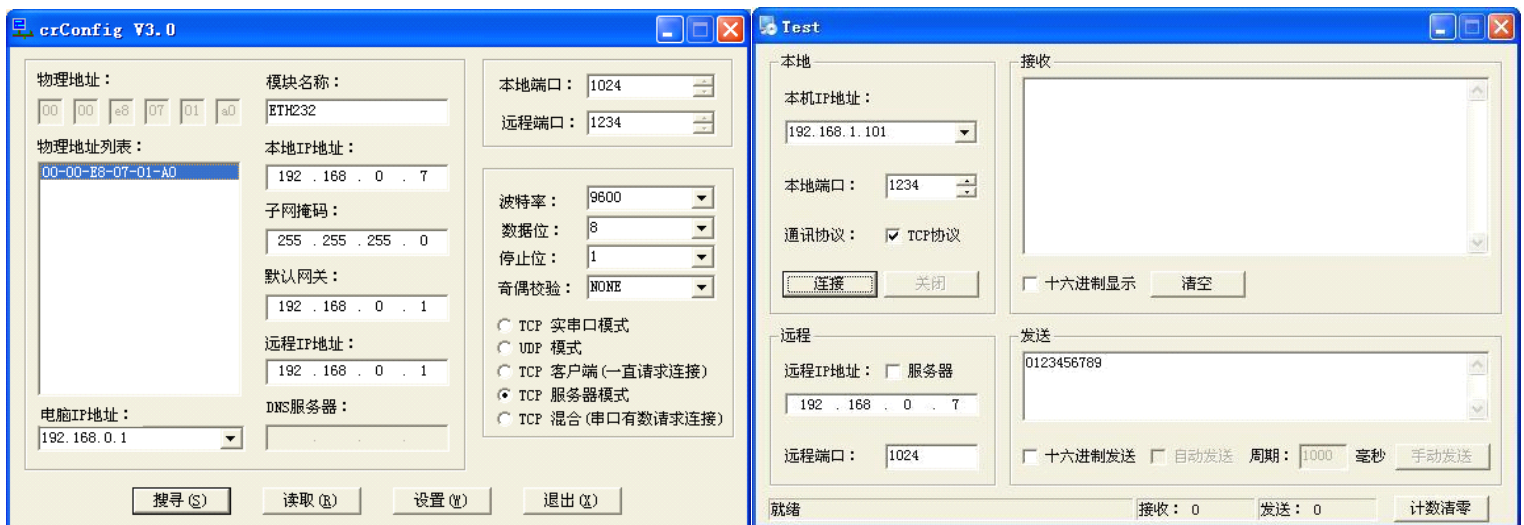 crConfig V3.0
物理地址：
00 00 e8 07 01 a0
物理地址列表：
00-00-E8-07-01-A0
电脑IP地址：
192.168.0.1
模块名称：
ETH232
本地IP地址：
192 . 168 . 0 . 7
子网掩码：
255 . 255 . 255 . 0
默认网关：
192 . 168 . 0 . 1
远程IP地址：
192 . 168 . 0 . 1
DNS服务器：
. . .
本地端口： 1024
远程端口： 1234
波特率： 9600
数据位： 8
停止位： 1
奇偶校验： NONE
TCP 实串口模式
UDP 模式
TCP 客户端(一直请求连接)
TCP 服务器模式
TCP 混合(串口有数请求连接)
搜寻(S) 读取(R) 设置(W) 退出(X)
Test
本地
本机IP地址：
192.168.1.101
本地端口： 1234
通讯协议： TCP协议
连接 关闭
接收
十六进制显示 清空
远程
远程IP地址： 服务器
192 . 168 . 0 . 7
远程端口： 1024
发送
0123456789
十六进制发送 自动发送 周期： 1000 毫秒 手动发送
就绪 接收： 0 发送： 0 计数清零